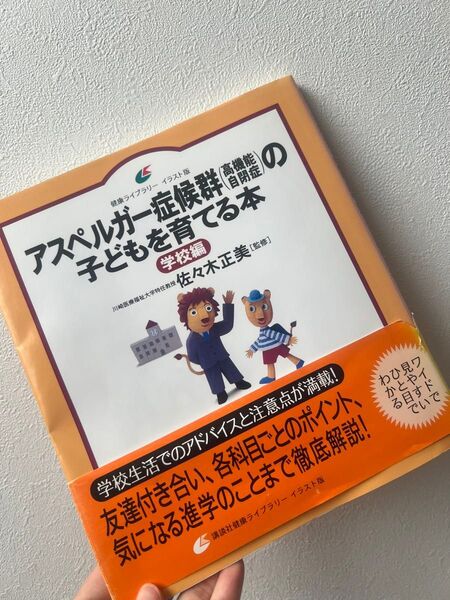 健康ライブラリー イラスト版
アスペルガー症候群(高機能自閉症)の
子どもを育てる本
学校編
川崎医療福祉大学特任教授 佐々木正美[監修]
学校生活でのアドバイスと注意点が満載!
友達付き合い、各科目ごとのポイント、
気になる進学のことまで徹底解説!
ワイドで
見やすい
ひと目で
わかる
講談社健康ライブラリー イラスト版